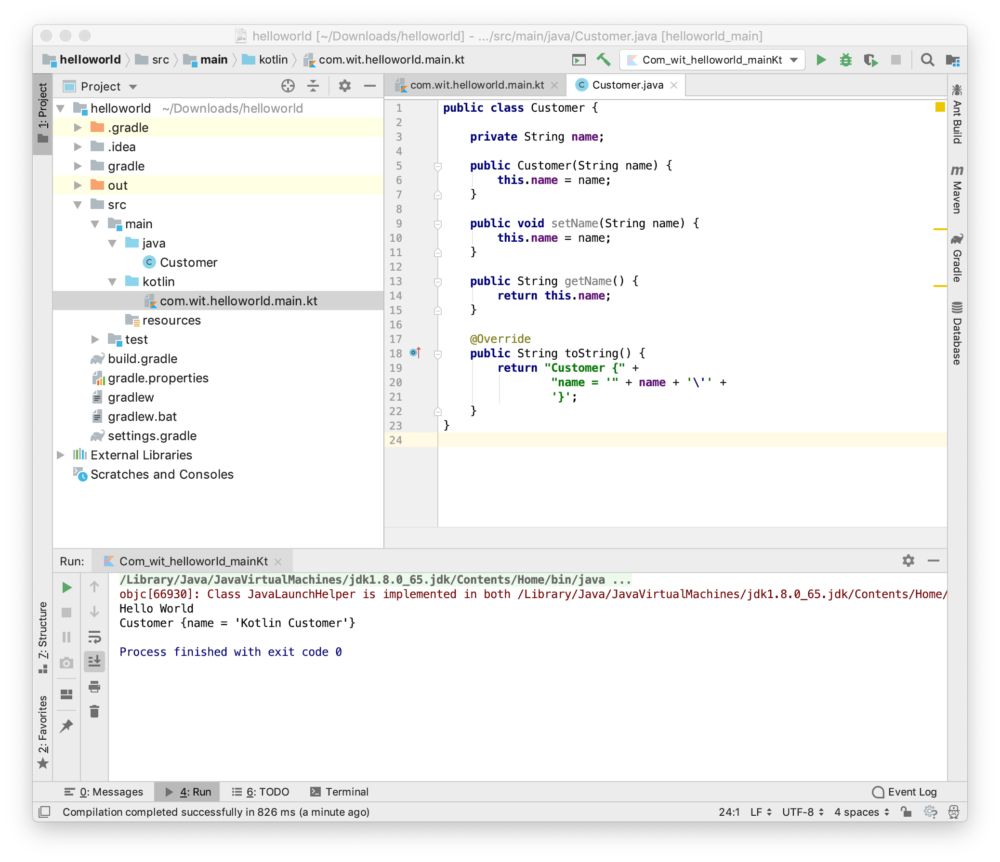 helloworld [~/Downloads/helloworld] - .../src/main/java/Customer.java [helloworld_main]
helloworld src main kotlin com.wit.helloworld.main.kt Com_wit_helloworld_mainKt
1: Project
Project
helloworld ~/Downloads/helloworld
.gradle
.idea
gradle
out
src
main
java
Customer
kotlin
com.wit.helloworld.main.kt
resources
test
build.gradle
gradle.properties
gradlew
gradlew.bat
settings.gradle
External Libraries
Scratches and Consoles
com.wit.helloworld.main.kt Customer.java
1 public class Customer {
2
3     private String name;
4
5     public Customer(String name) {
6         this.name = name;
7     }
8
9     public void setName(String name) {
10         this.name = name;
11     }
12
13     public String getName() {
14         return this.name;
15     }
16
17     @Override
18     public String toString() {
19         return "Customer {" +
20                 "name = '" + name + '\'' +
21                 '}';
22     }
23 }
24
Ant Build
Maven
Gradle
Database
Run: Com_wit_helloworld_mainKt
/Library/Java/JavaVirtualMachines/jdk1.8.0_65.jdk/Contents/Home/bin/java ...
objc[66930]: Class JavaLaunchHelper is implemented in both /Library/Java/JavaVirtualMachines/jdk1.8.0_65.jdk/Contents/Home/
Hello World
Customer {name = 'Kotlin Customer'}
Process finished with exit code 0
7: Structure
2: Favorites
0: Messages 4: Run 6: TODO Terminal Event Log
Compilation completed successfully in 826 ms (a minute ago) 24:1 LF UTF-8 4 spaces